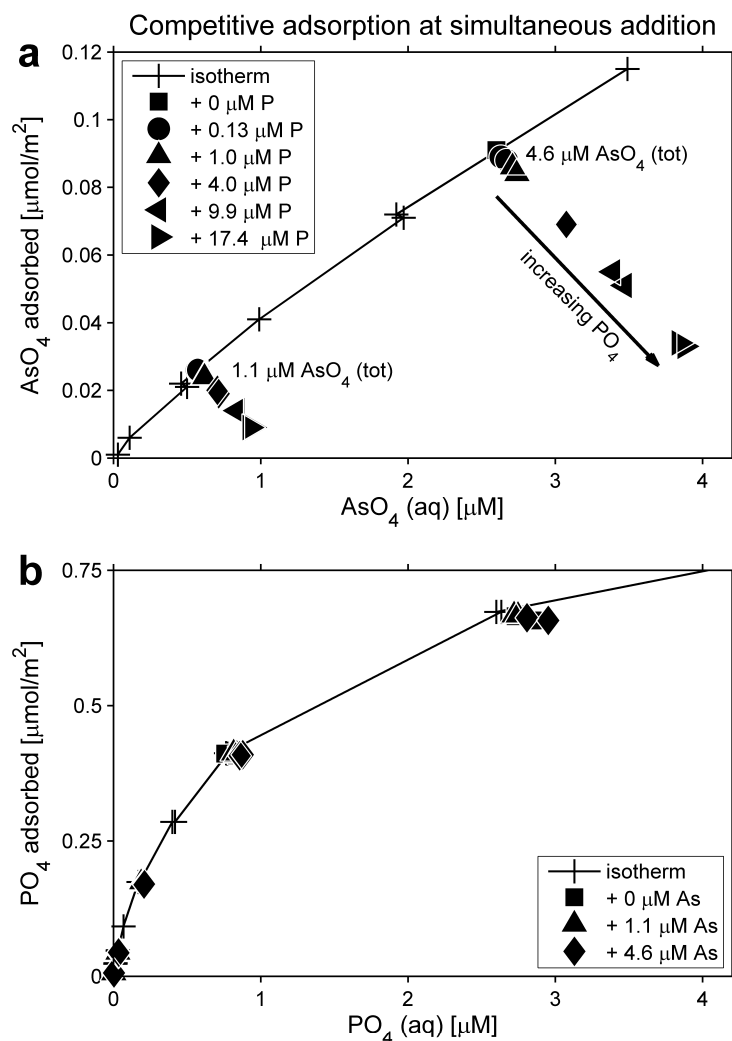 Competitive adsorption at simultaneous addition
a
0.12
0.1
0.08
0.06
0.04
0.02
0
AsO4 adsorbed [μmol/m2]
isotherm
+ 0 μM P
+ 0.13 μM P
+ 1.0 μM P
+ 4.0 μM P
+ 9.9 μM P
+ 17.4 μM P
4.6 μM AsO4 (tot)
increasing PO4
1.1 μM AsO4 (tot)
0 1 2 3 4
AsO4 (aq) [μM]
b
0.75
0.5
0.25
0
PO4 adsorbed [μmol/m2]
isotherm
+ 0 μM As
+ 1.1 μM As
+ 4.6 μM As
0 1 2 3 4
PO4 (aq) [μM]